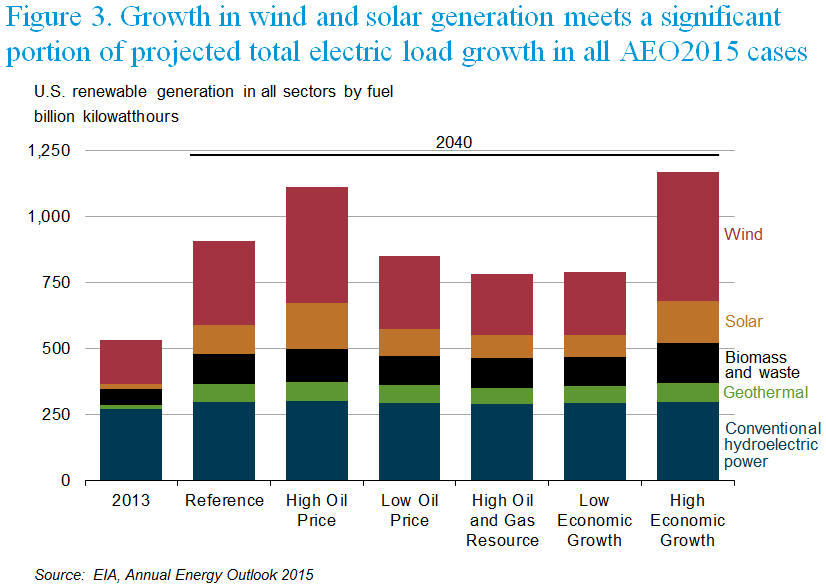 Figure 3. Growth in wind and solar generation meets a significant
portion of projected total electric load growth in all AEO2015 cases
U.S. renewable generation in all sectors by fuel
billion kilowatthours
2040
1,250
1,000
750
500
250
0
Wind
Solar
Biomass
and waste
Geothermal
Conventional
hydroelectric
power
2013
Reference
High Oil
Price
Low Oil
Price
High Oil
and Gas
Resource
Low
Economic
Growth
High
Economic
Growth
Source: EIA, Annual Energy Outlook 2015